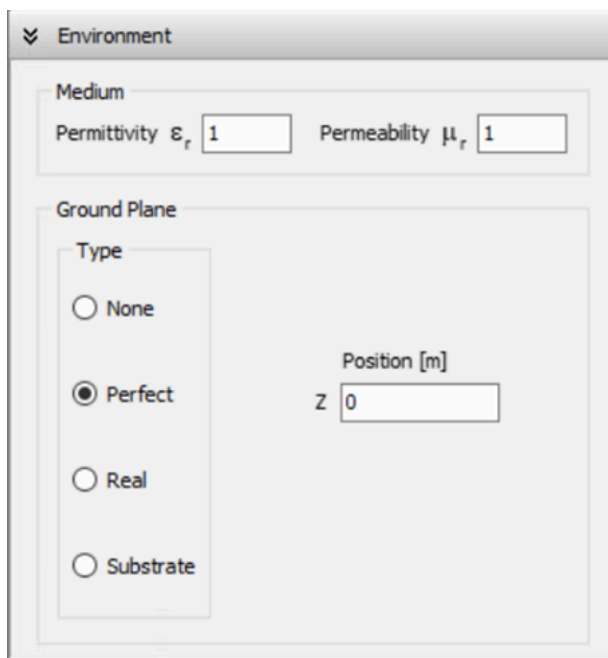 Environment
Medium
Permittivity εr 1 Permeability μr 1
Ground Plane
Type
None
Position [m]
Perfect
Z 0
Real
Substrate